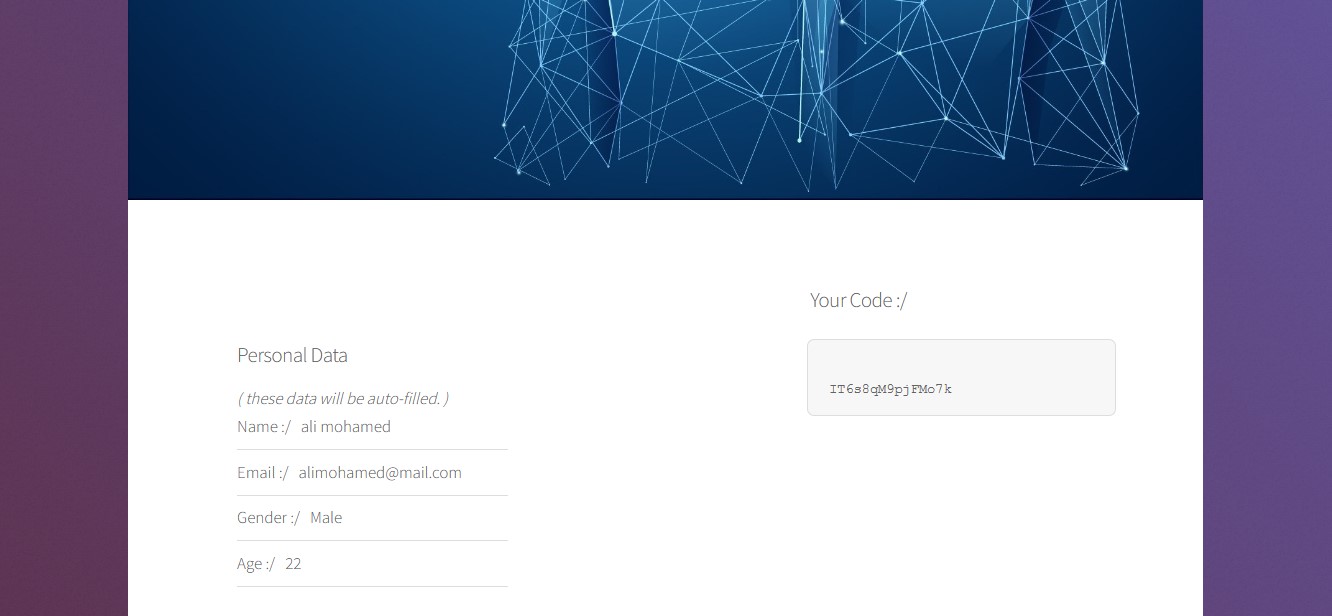 Your Code :/
IT6s8qM9pjFMo7k
Personal Data
( these data will be auto-filled. )
Name :/ ali mohamed
Email :/ alimohamed@mail.com
Gender :/ Male
Age :/ 22